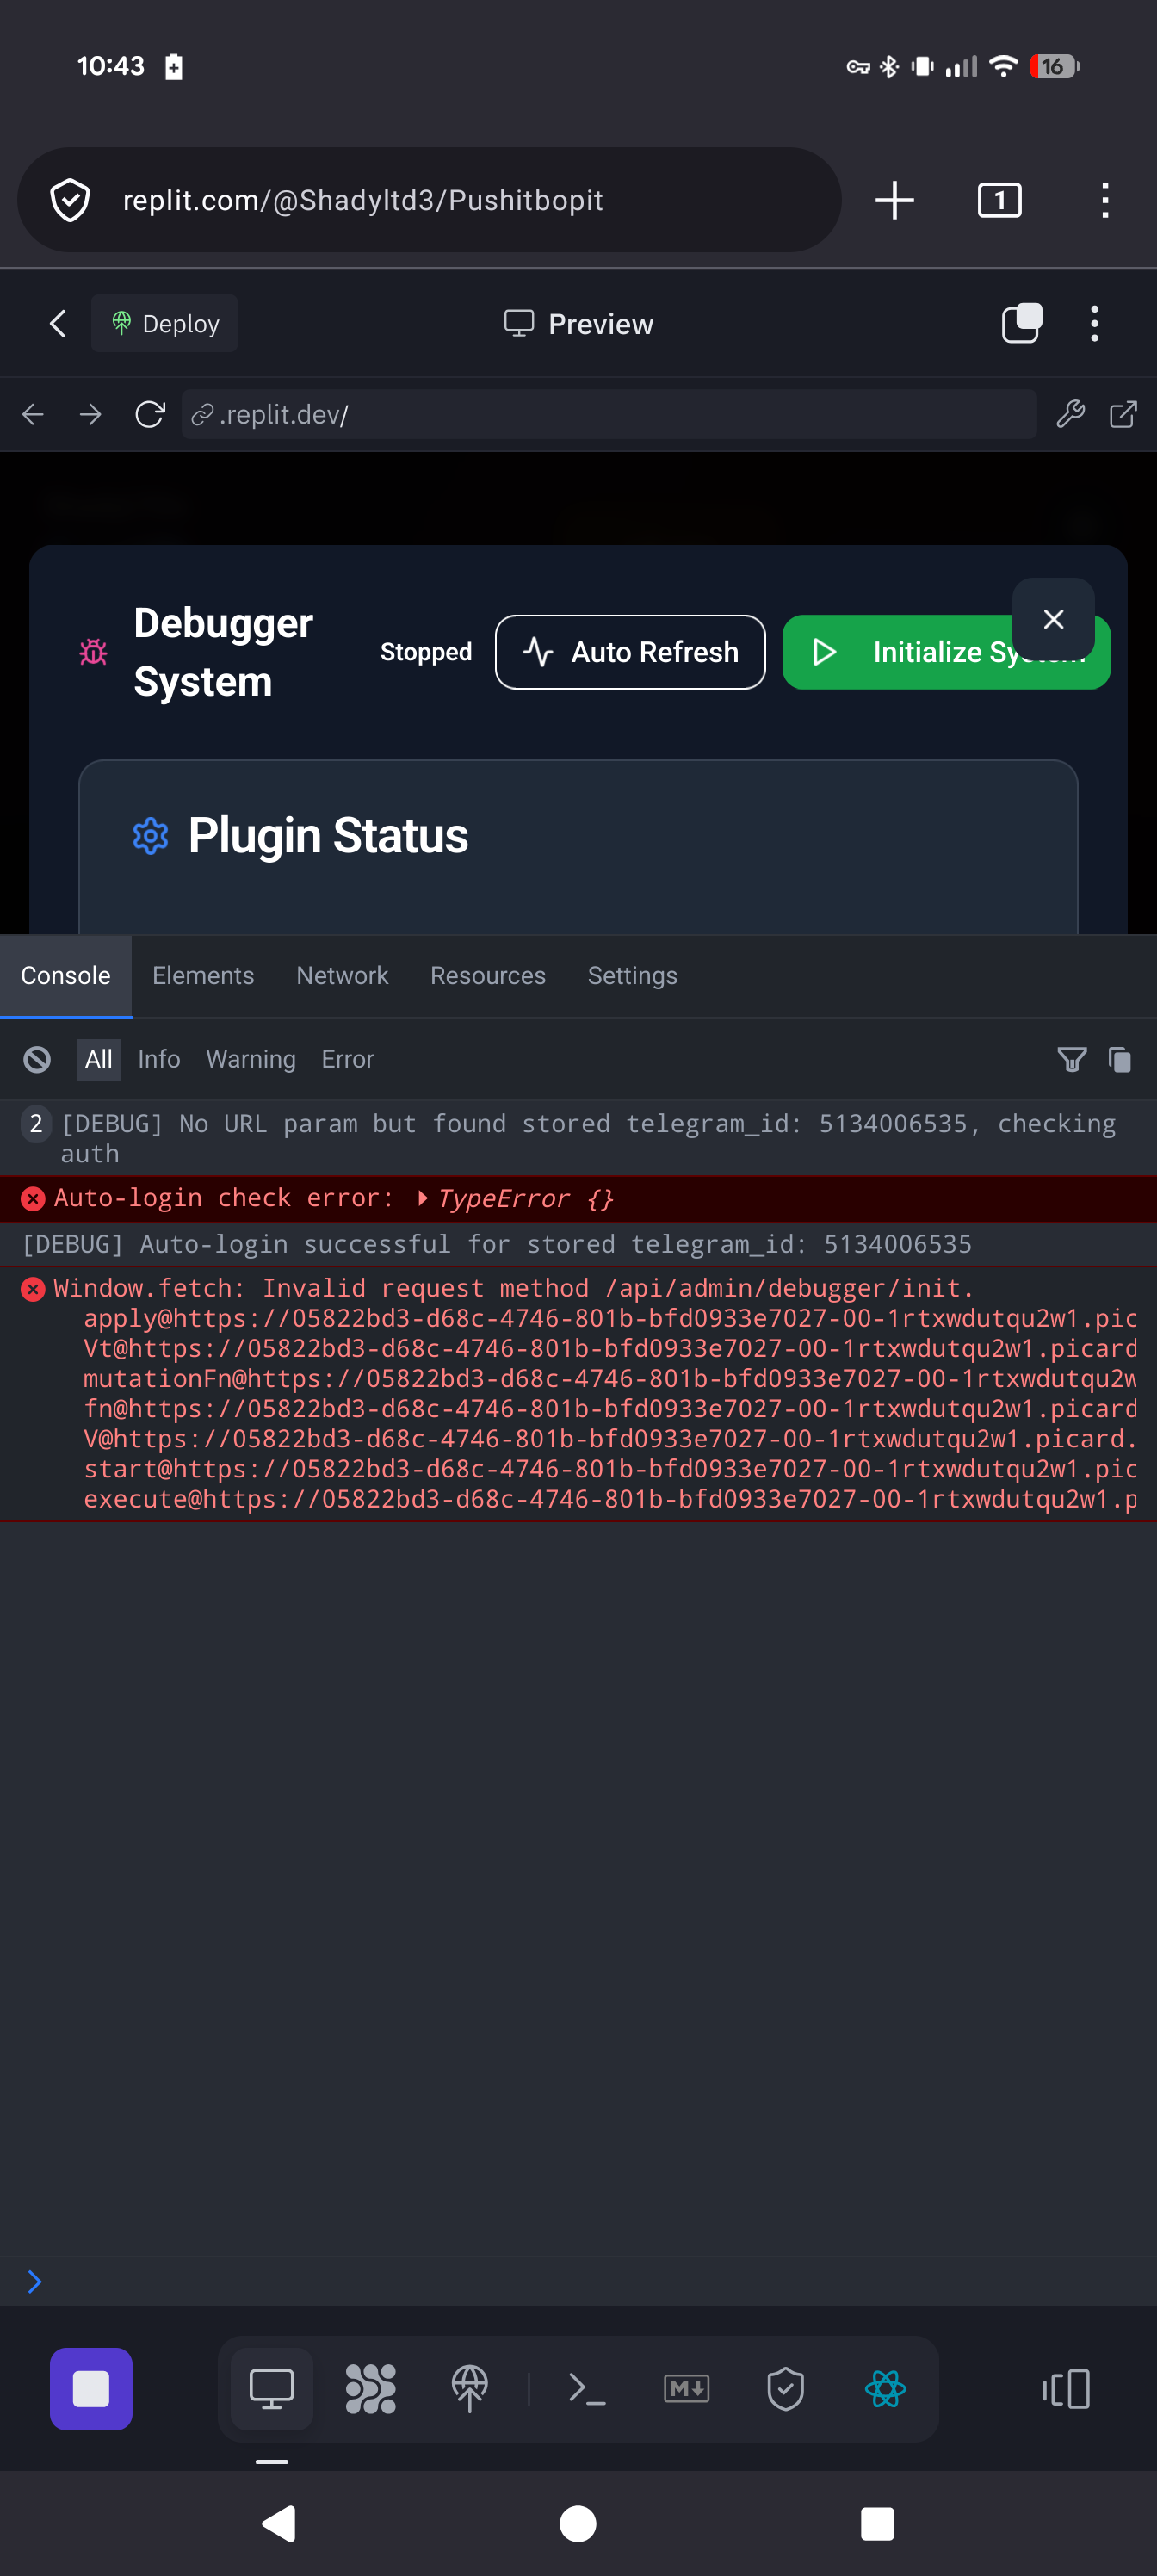 10:43
16
replit.com/@Shadyltd3/Pushitbopit
1
Deploy
Preview
.replit.dev/
Debugger System
Stopped
Auto Refresh
Initialize
Plugin Status
Console Elements Network Resources Settings
All Info Warning Error
2 [DEBUG] No URL param but found stored telegram_id: 5134006535, checking
auth
Auto-login check error: TypeError {}
[DEBUG] Auto-login successful for stored telegram_id: 5134006535
Window.fetch: Invalid request method /api/admin/debugger/init.
apply@https://05822bd3-d68c-4746-801b-bfd0933e7027-00-1rtxwdutqu2w1.pic
Vt@https://05822bd3-d68c-4746-801b-bfd0933e7027-00-1rtxwdutqu2w1.picard
mutationFn@https://05822bd3-d68c-4746-801b-bfd0933e7027-00-1rtxwdutqu2w
fn@https://05822bd3-d68c-4746-801b-bfd0933e7027-00-1rtxwdutqu2w1.picard
V@https://05822bd3-d68c-4746-801b-bfd0933e7027-00-1rtxwdutqu2w1.picard.
start@https://05822bd3-d68c-4746-801b-bfd0933e7027-00-1rtxwdutqu2w1.pic
execute@https://05822bd3-d68c-4746-801b-bfd0933e7027-00-1rtxwdutqu2w1.p
M